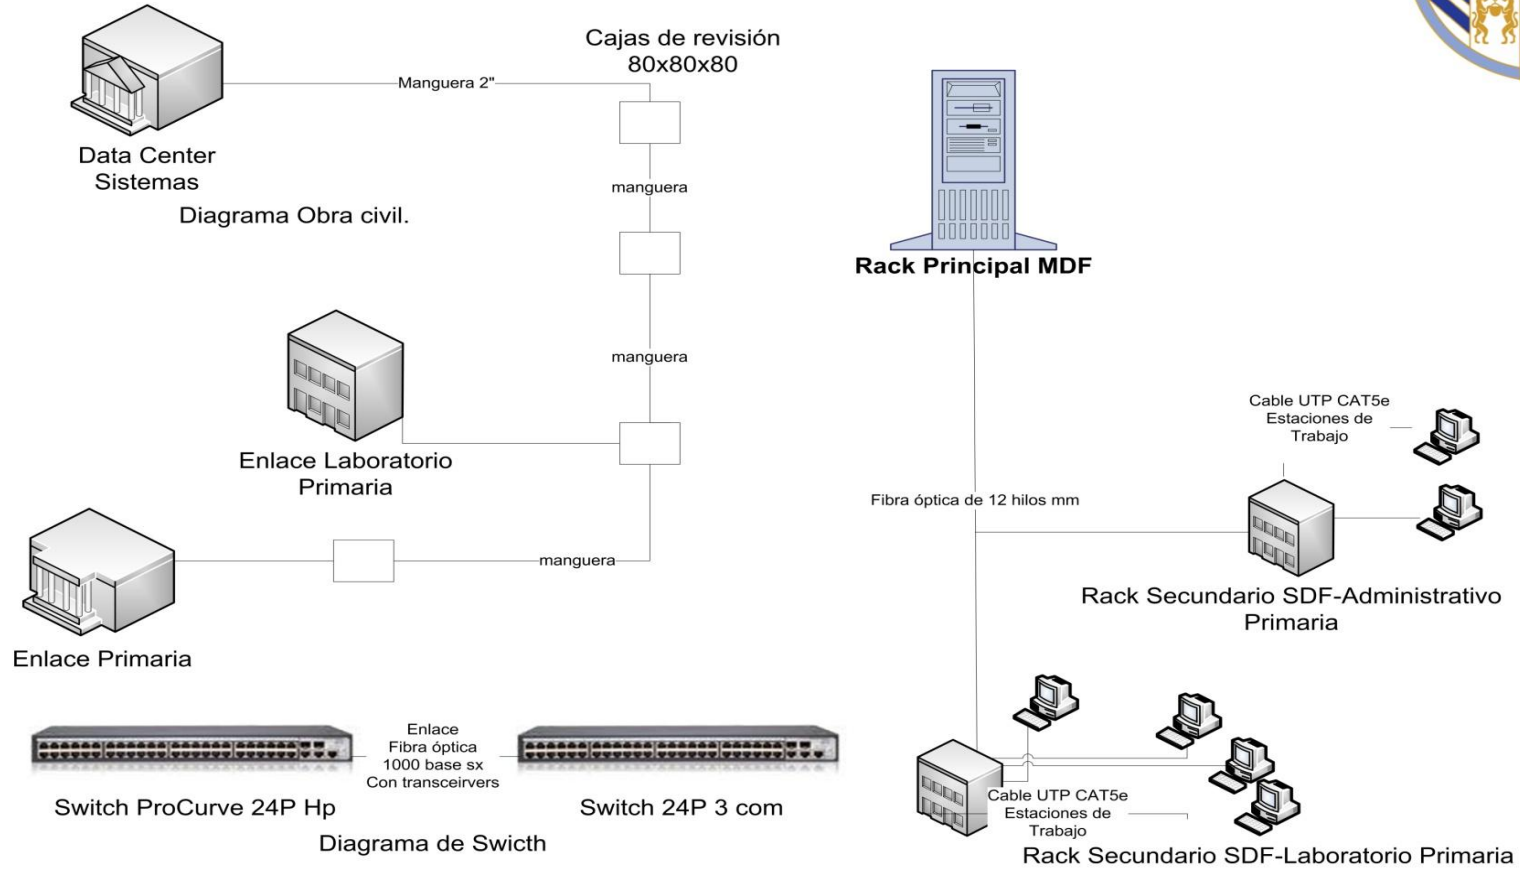 Cajas de revisión
80x80x80
Manguera 2"
Data Center
Sistemas
Diagrama Obra civil.
manguera
manguera
Enlace Laboratorio
Primaria
manguera
Enlace Primaria
Enlace
Fibra óptica
1000 base sx
Con transceirvers
Switch ProCurve 24P Hp
Switch 24P 3 com
Diagrama de Swicth
Rack Principal MDF
Cable UTP CAT5e
Estaciones de
Trabajo
Fibra óptica de 12 hilos mm
Rack Secundario SDF-Administrativo
Primaria
Cable UTP CAT5e
Estaciones de
Trabajo
Rack Secundario SDF-Laboratorio Primaria